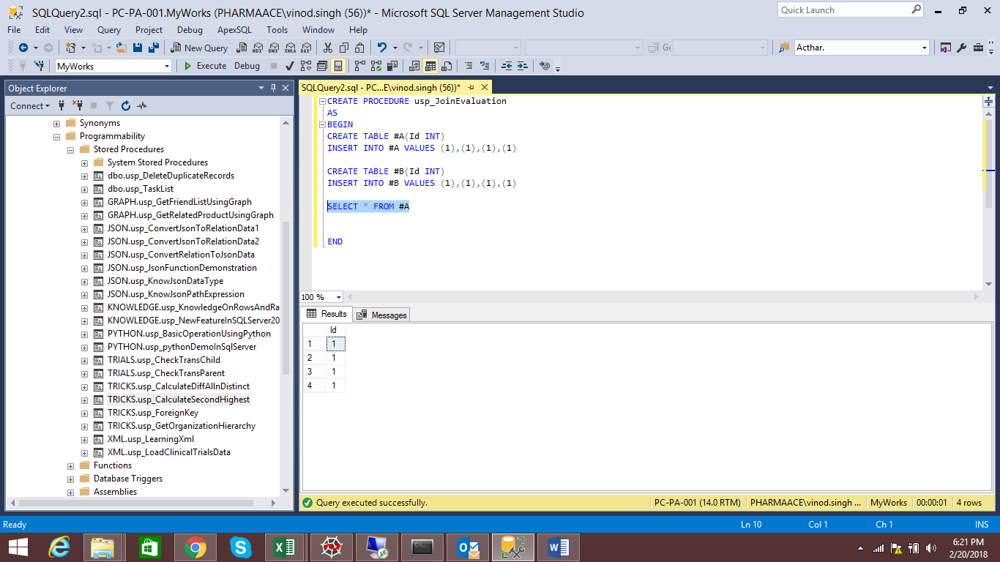 SQLQuery2.sql - PC-PA-001.MyWorks (PHARMAACE\vinod.singh (56))* - Microsoft SQL Server Management Studio
Quick Launch
File Edit View Query Project Debug ApexSQL Tools Window Help
New Query MDX DMX XMLA DAX Acthar.
MyWorks Execute Debug
Object Explorer
Connect
Synonyms
Programmability
Stored Procedures
System Stored Procedures
dbo.usp_DeleteDuplicateRecords
dbo.usp_TaskList
GRAPH.usp_GetFriendListUsingGraph
GRAPH.usp_GetRelatedProductUsingGraph
JSON.usp_ConvertJsonToRelationData1
JSON.usp_ConvertJsonToRelationData2
JSON.usp_ConvertRelationToJsonData
JSON.usp_JsonFunctionDemonstration
JSON.usp_KnowJsonDataType
JSON.usp_KnowJsonPathExpression
KNOWLEDGE.usp_KnowledgeOnRowsAndRa
KNOWLEDGE.usp_NewFeatureInSQLServer20
PYTHON.usp_BasicOperationUsingPython
PYTHON.usp_pythonDemoInSqlServer
TRIALS.usp_CheckTransChild
TRIALS.usp_CheckTransParent
TRICKS.usp_CalculateDiffAllnDistinct
TRICKS.usp_CalculateSecondHighest
TRICKS.usp_ForeignKey
TRICKS.usp_GetOrganizationHierarchy
XML.usp_LearningXml
XML.usp_LoadClinicalTrialsData
Functions
Database Triggers
Assemblies
SQLQuery2.sql - PC...E\vinod.singh (56))*
CREATE PROCEDURE usp_JoinEvaluation
AS
BEGIN
CREATE TABLE #A(Id INT)
INSERT INTO #A VALUES (1),(1),(1),(1)
CREATE TABLE #B(Id INT)
INSERT INTO #B VALUES (1),(1),(1),(1)
SELECT * FROM #A
END
100 %
Results Messages
Id
1 1
2 1
3 1
4 1
Query executed successfully. PC-PA-001 (14.0 RTM) PHARMAACE\vinod.singh ... MyWorks 00:00:01 4 rows
Ready Ln 10 Col 1 Ch 1 INS
6:21 PM
2/20/2018